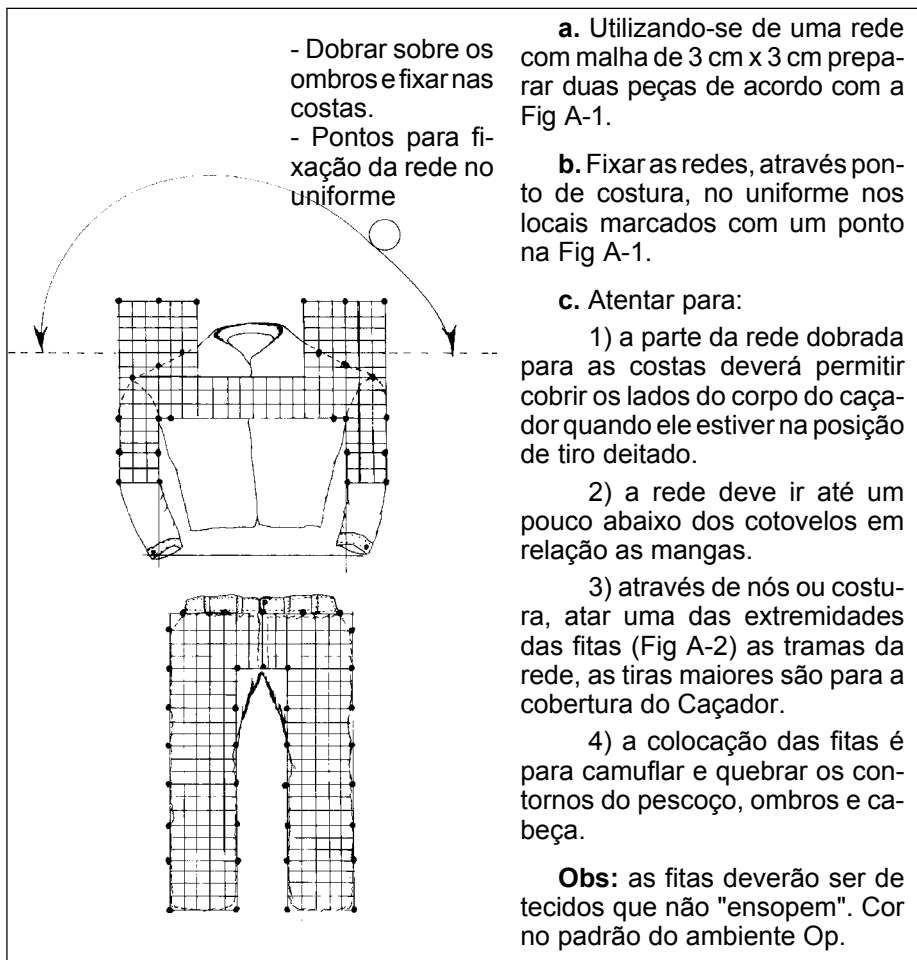 - Dobrar sobre os
ombros e fixar nas
costas.
- Pontos para fi-
xação da rede no
uniforme
a. Utilizando-se de uma rede
com malha de 3 cm x 3 cm prepa-
rar duas peças de acordo com a
Fig A-1.
b. Fixar as redes, através pon-
to de costura, no uniforme nos
locais marcados com um ponto
na Fig A-1.
c. Atentar para:
1) a parte da rede dobrada
para as costas deverá permitir
cobrir os lados do corpo do caça-
dor quando ele estiver na posição
de tiro deitado.
2) a rede deve ir até um
pouco abaixo dos cotovelos em
relação as mangas.
3) através de nós ou costu-
ra, atar uma das extremidades
das fitas (Fig A-2) as tramas da
rede, as tiras maiores são para a
cobertura do Caçador.
4) a colocação das fitas é
para camuflar e quebrar os con-
tornos do pescoço, ombros e ca-
beça.
Obs: as fitas deverão ser de
tecidos que não "ensopem". Cor
no padrão do ambiente Op.